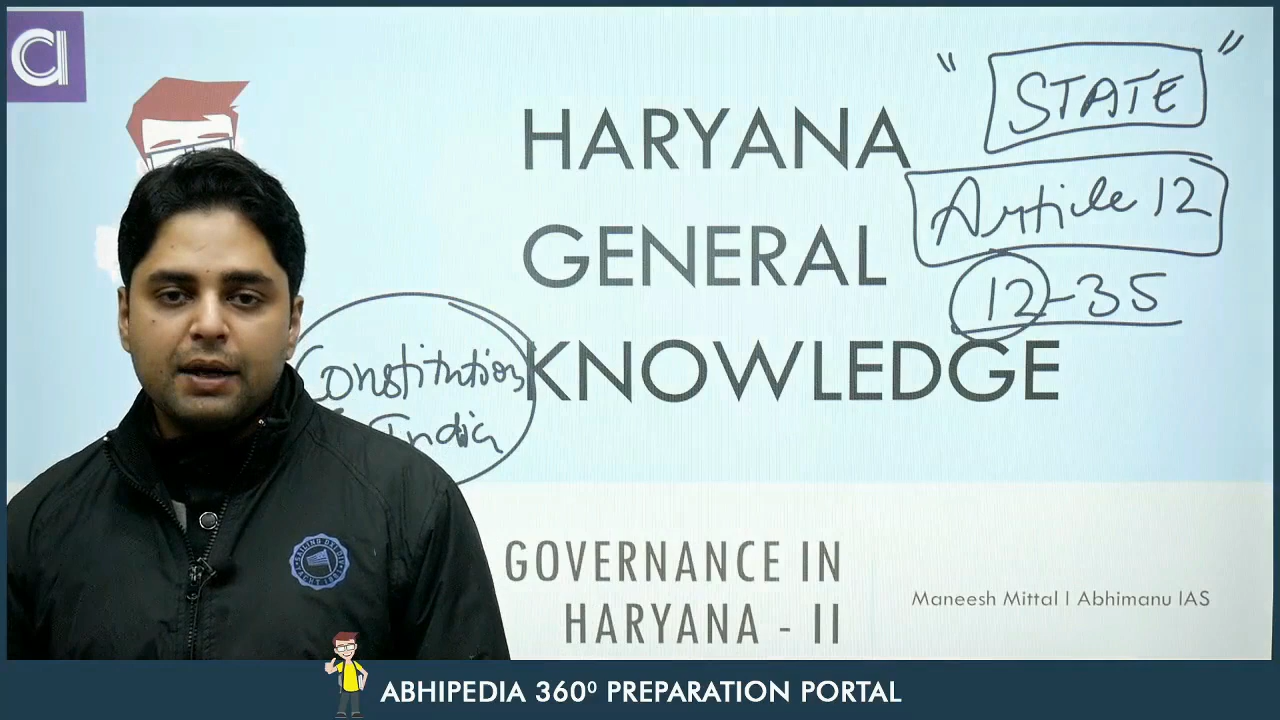 " STATE "
HARYANA
Article 12
GENERAL
12-35
KNOWLEDGE
Constitution
India
GOVERNANCE IN
HARYANA - II
Maneesh Mittal | Abhimanu IAS
ABHIPEDIA 360⁰ PREPARATION PORTAL